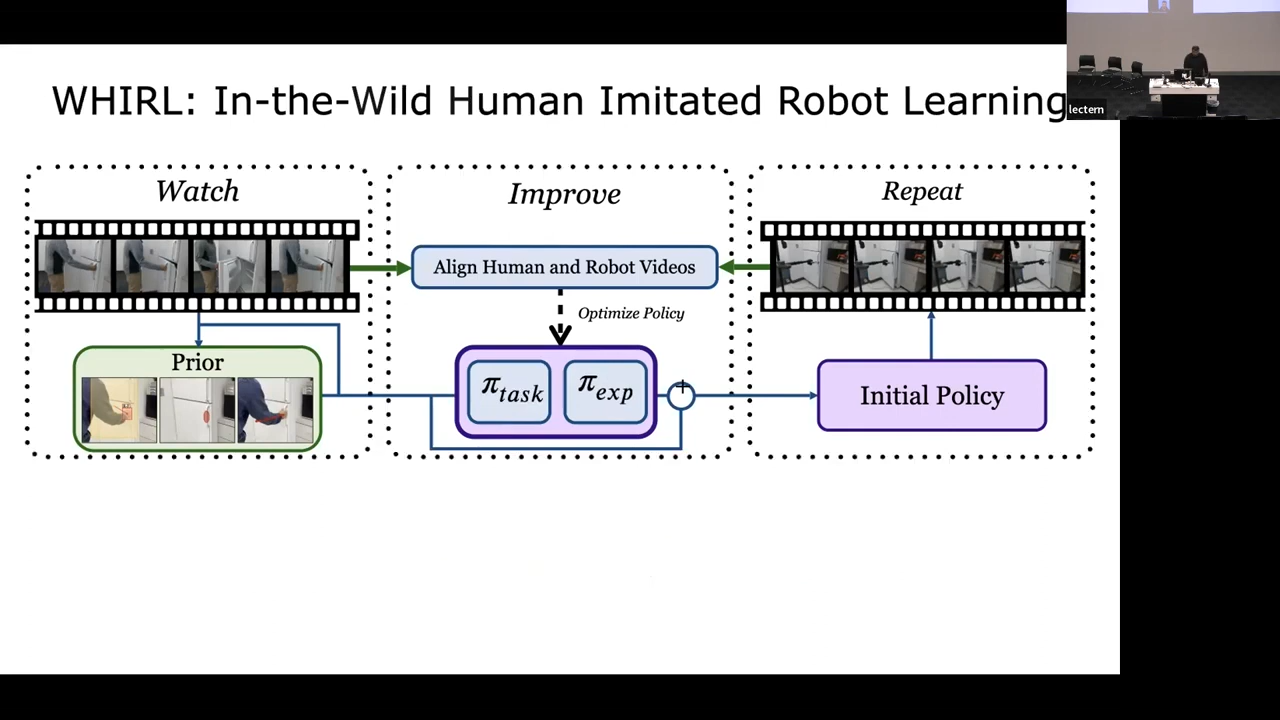 WHIRL: In-the-Wild Human Imitated Robot Learning
lectern
Watch
Improve
Repeat
Align Human and Robot Videos
Optimize Policy
Prior
π_task
π_exp
+
Initial Policy